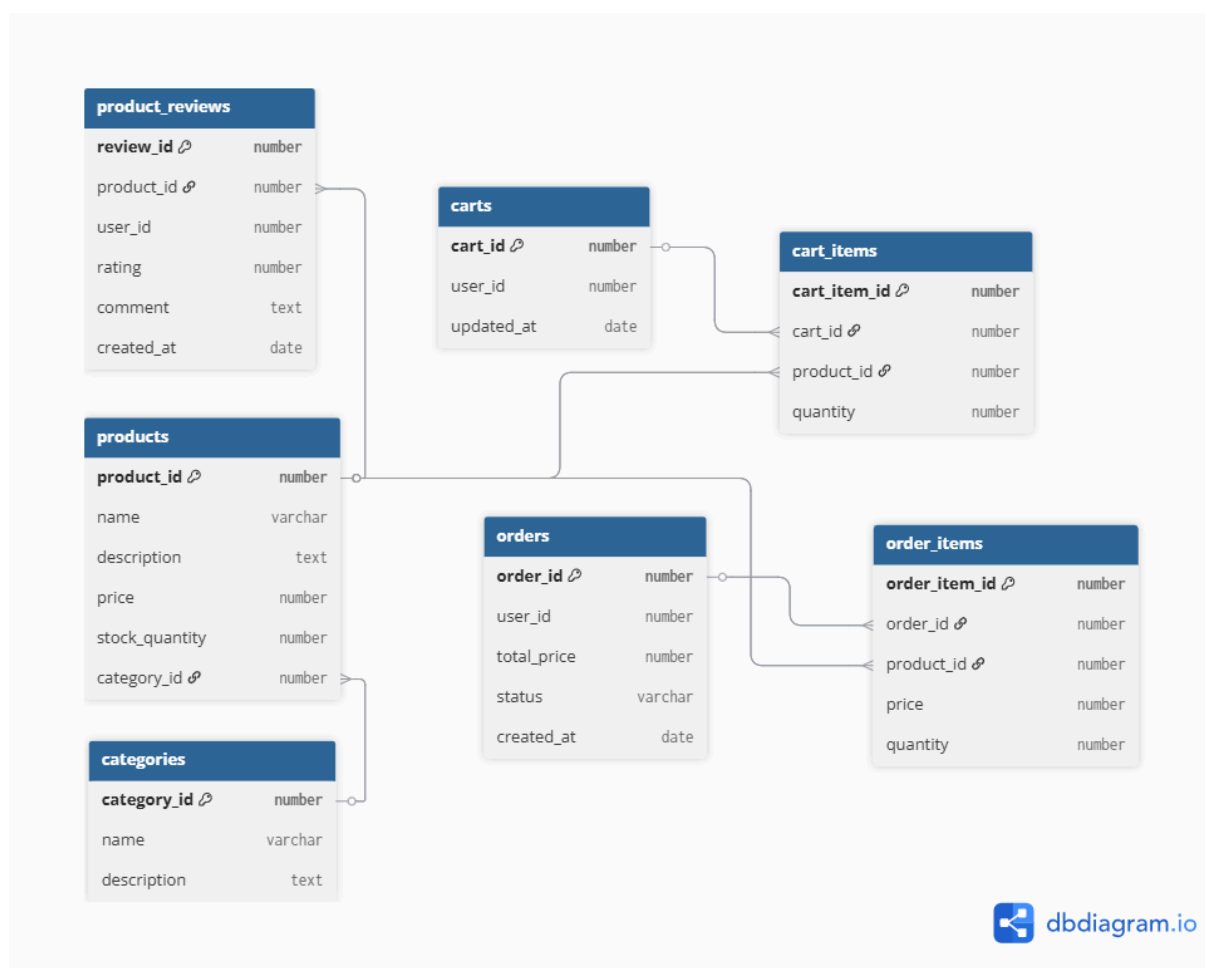 product_reviews
review_id number
product_id number
user_id number
rating number
comment text
created_at date
carts
cart_id number
user_id number
updated_at date
cart_items
cart_item_id number
cart_id number
product_id number
quantity number
products
product_id number
name varchar
description text
price number
stock_quantity number
category_id number
orders
order_id number
user_id number
total_price number
status varchar
created_at date
order_items
order_item_id number
order_id number
product_id number
price number
quantity number
categories
category_id number
name varchar
description text
dbdiagram.io